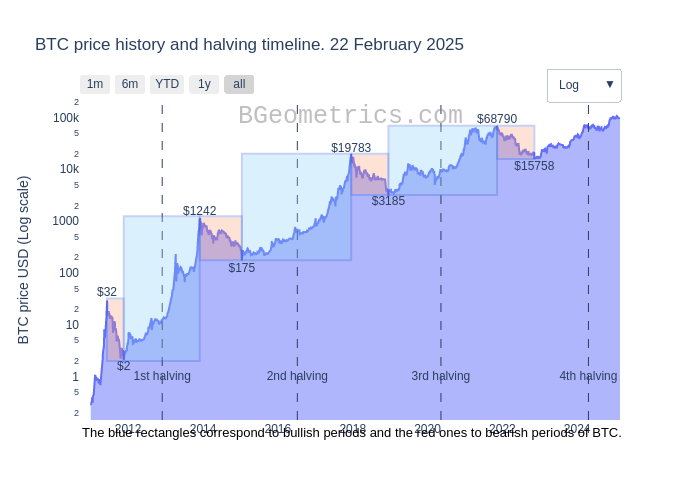 BTC price history and halving timeline. 22 February 2025
1m 6m YTD 1y all
Log ▼
BGeometrics.com
BTC price USD (Log scale)
2
100k
5
2
10k
5
2
1000
5
2
100
5
2
10
5
2
1
5
2
$32
$2
$1242
$175
$19783
$3185
$68790
$15758
1st halving
2nd halving
3rd halving
4th halving
2012 2014 2016 2018 2020 2022 2024
The blue rectangles correspond to bullish periods and the red ones to bearish periods of BTC.